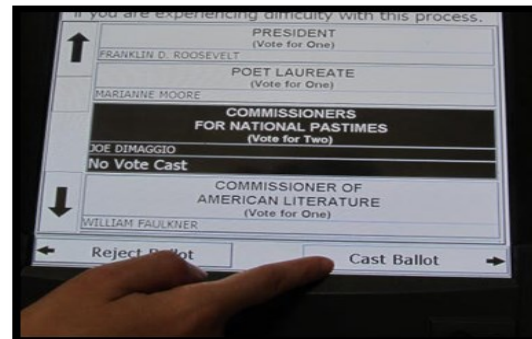 if you are experiencing difficulty with this process.
PRESIDENT
(Vote for One)
FRANKLIN D. ROOSEVELT
POET LAUREATE
(Vote for One)
MARIANNE MOORE
COMMISSIONERS
FOR NATIONAL PASTIMES
(Vote for Two)
JOE DIMAGGIO
No Vote Cast
COMMISSIONER OF
AMERICAN LITERATURE
(Vote for One)
WILLIAM FAULKNER
Reject Ballot
Cast Ballot